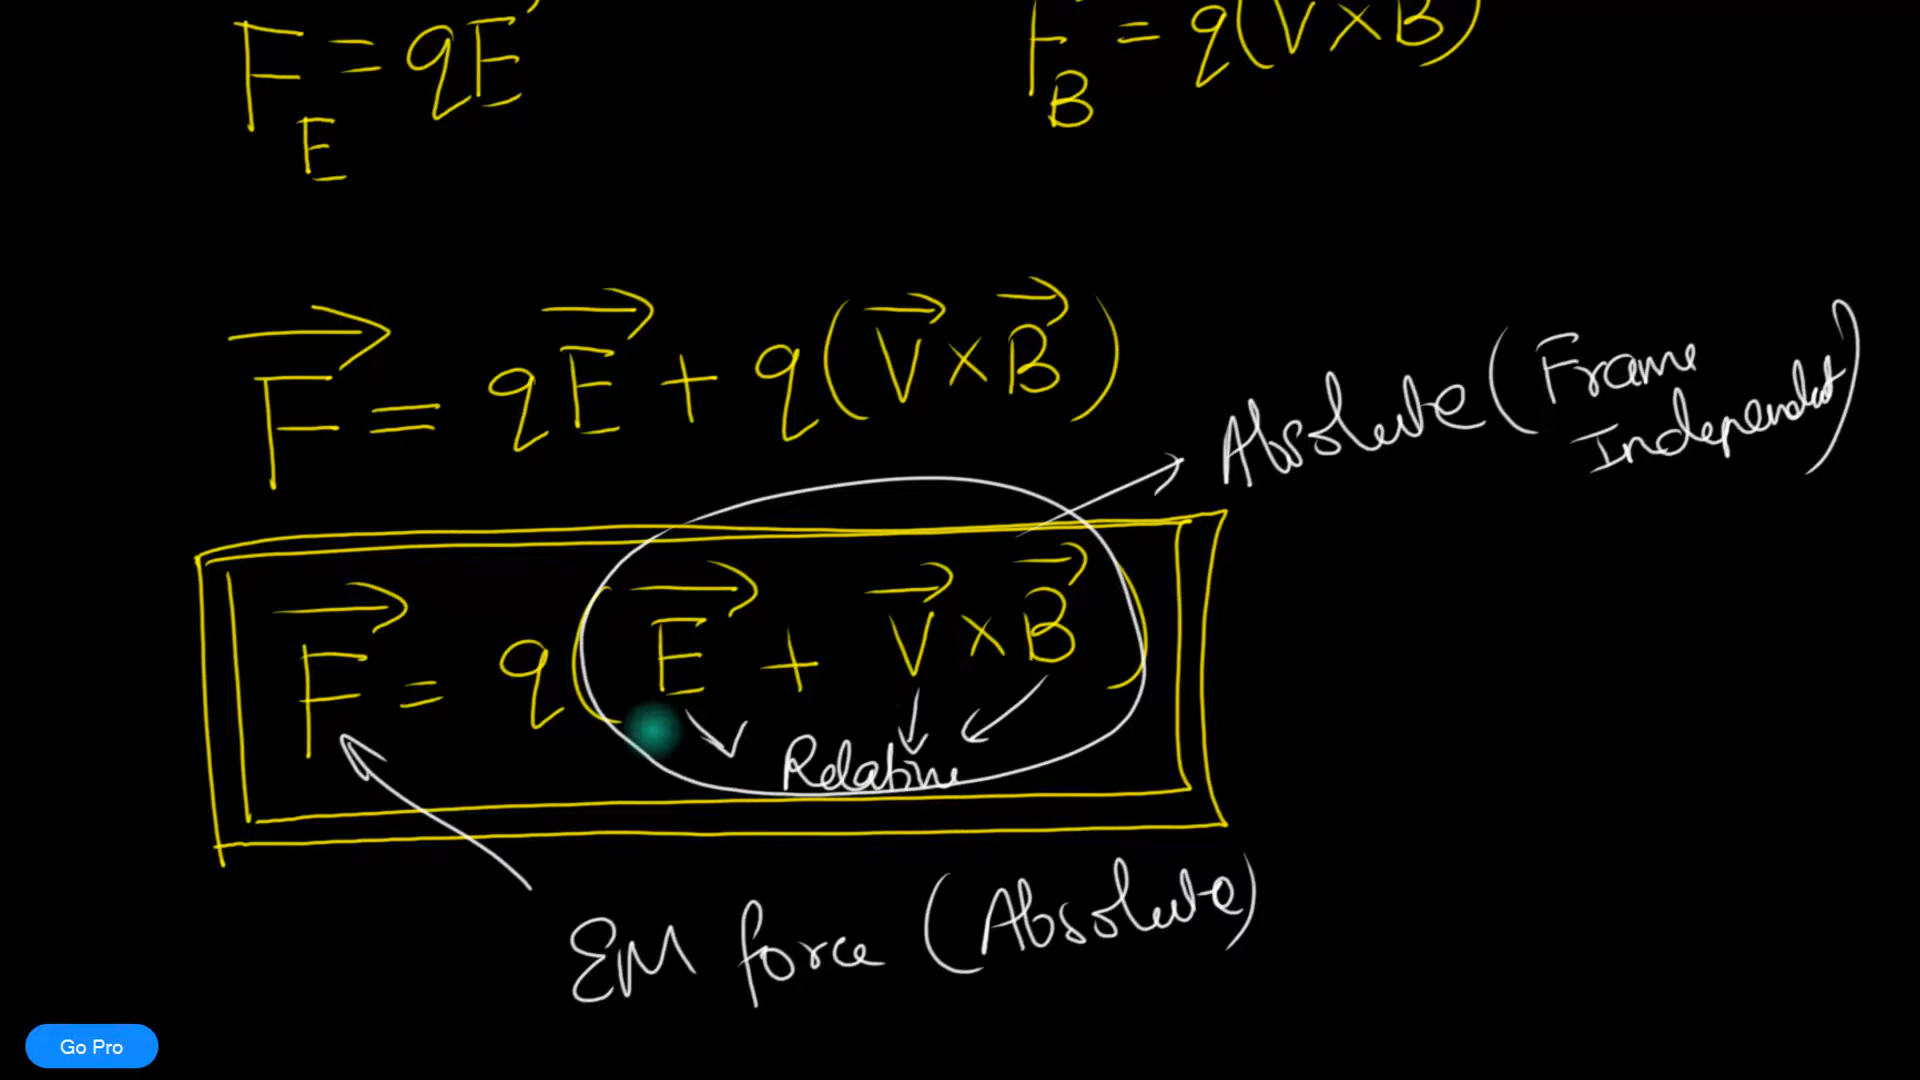 F_E = qE
F_B = q(V×B)
F⃗ = qE⃗ + q(V⃗×B⃗)
Absolute (Frame
Independent)
F⃗ = q(E⃗ + V⃗×B⃗)
Relative
EM force (Absolute)
Go Pro